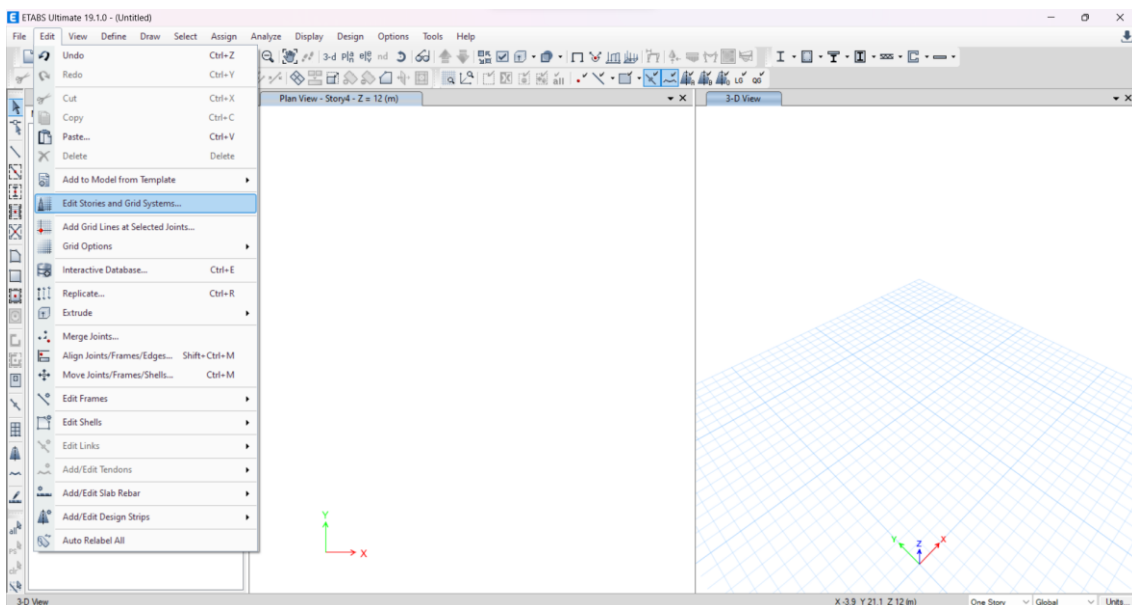 ETABS Ultimate 19.1.0 - (Untitled)
File Edit View Define Draw Select Assign Analyze Display Design Options Tools Help
Undo Ctrl+Z
Redo Ctrl+Y
Cut Ctrl+X
Copy Ctrl+C
Paste... Ctrl+V
Delete Delete
Add to Model from Template
Edit Stories and Grid Systems...
Add Grid Lines at Selected Joints...
Grid Options
Interactive Database... Ctrl+E
Replicate... Ctrl+R
Extrude
Merge Joints...
Align Joints/Frames/Edges... Shift+Ctrl+M
Move Joints/Frames/Shells... Ctrl+M
Edit Frames
Edit Shells
Edit Links
Add/Edit Tendons
Add/Edit Slab Rebar
Add/Edit Design Strips
Auto Relabel All
3-d
nd
all
Plan View - Story4 - Z = 12 (m)
3-D View
Y
X
Y
Z
X
3-D View
X -3.9 Y 21.1 Z 12 (m)
One Story
Global
Units...